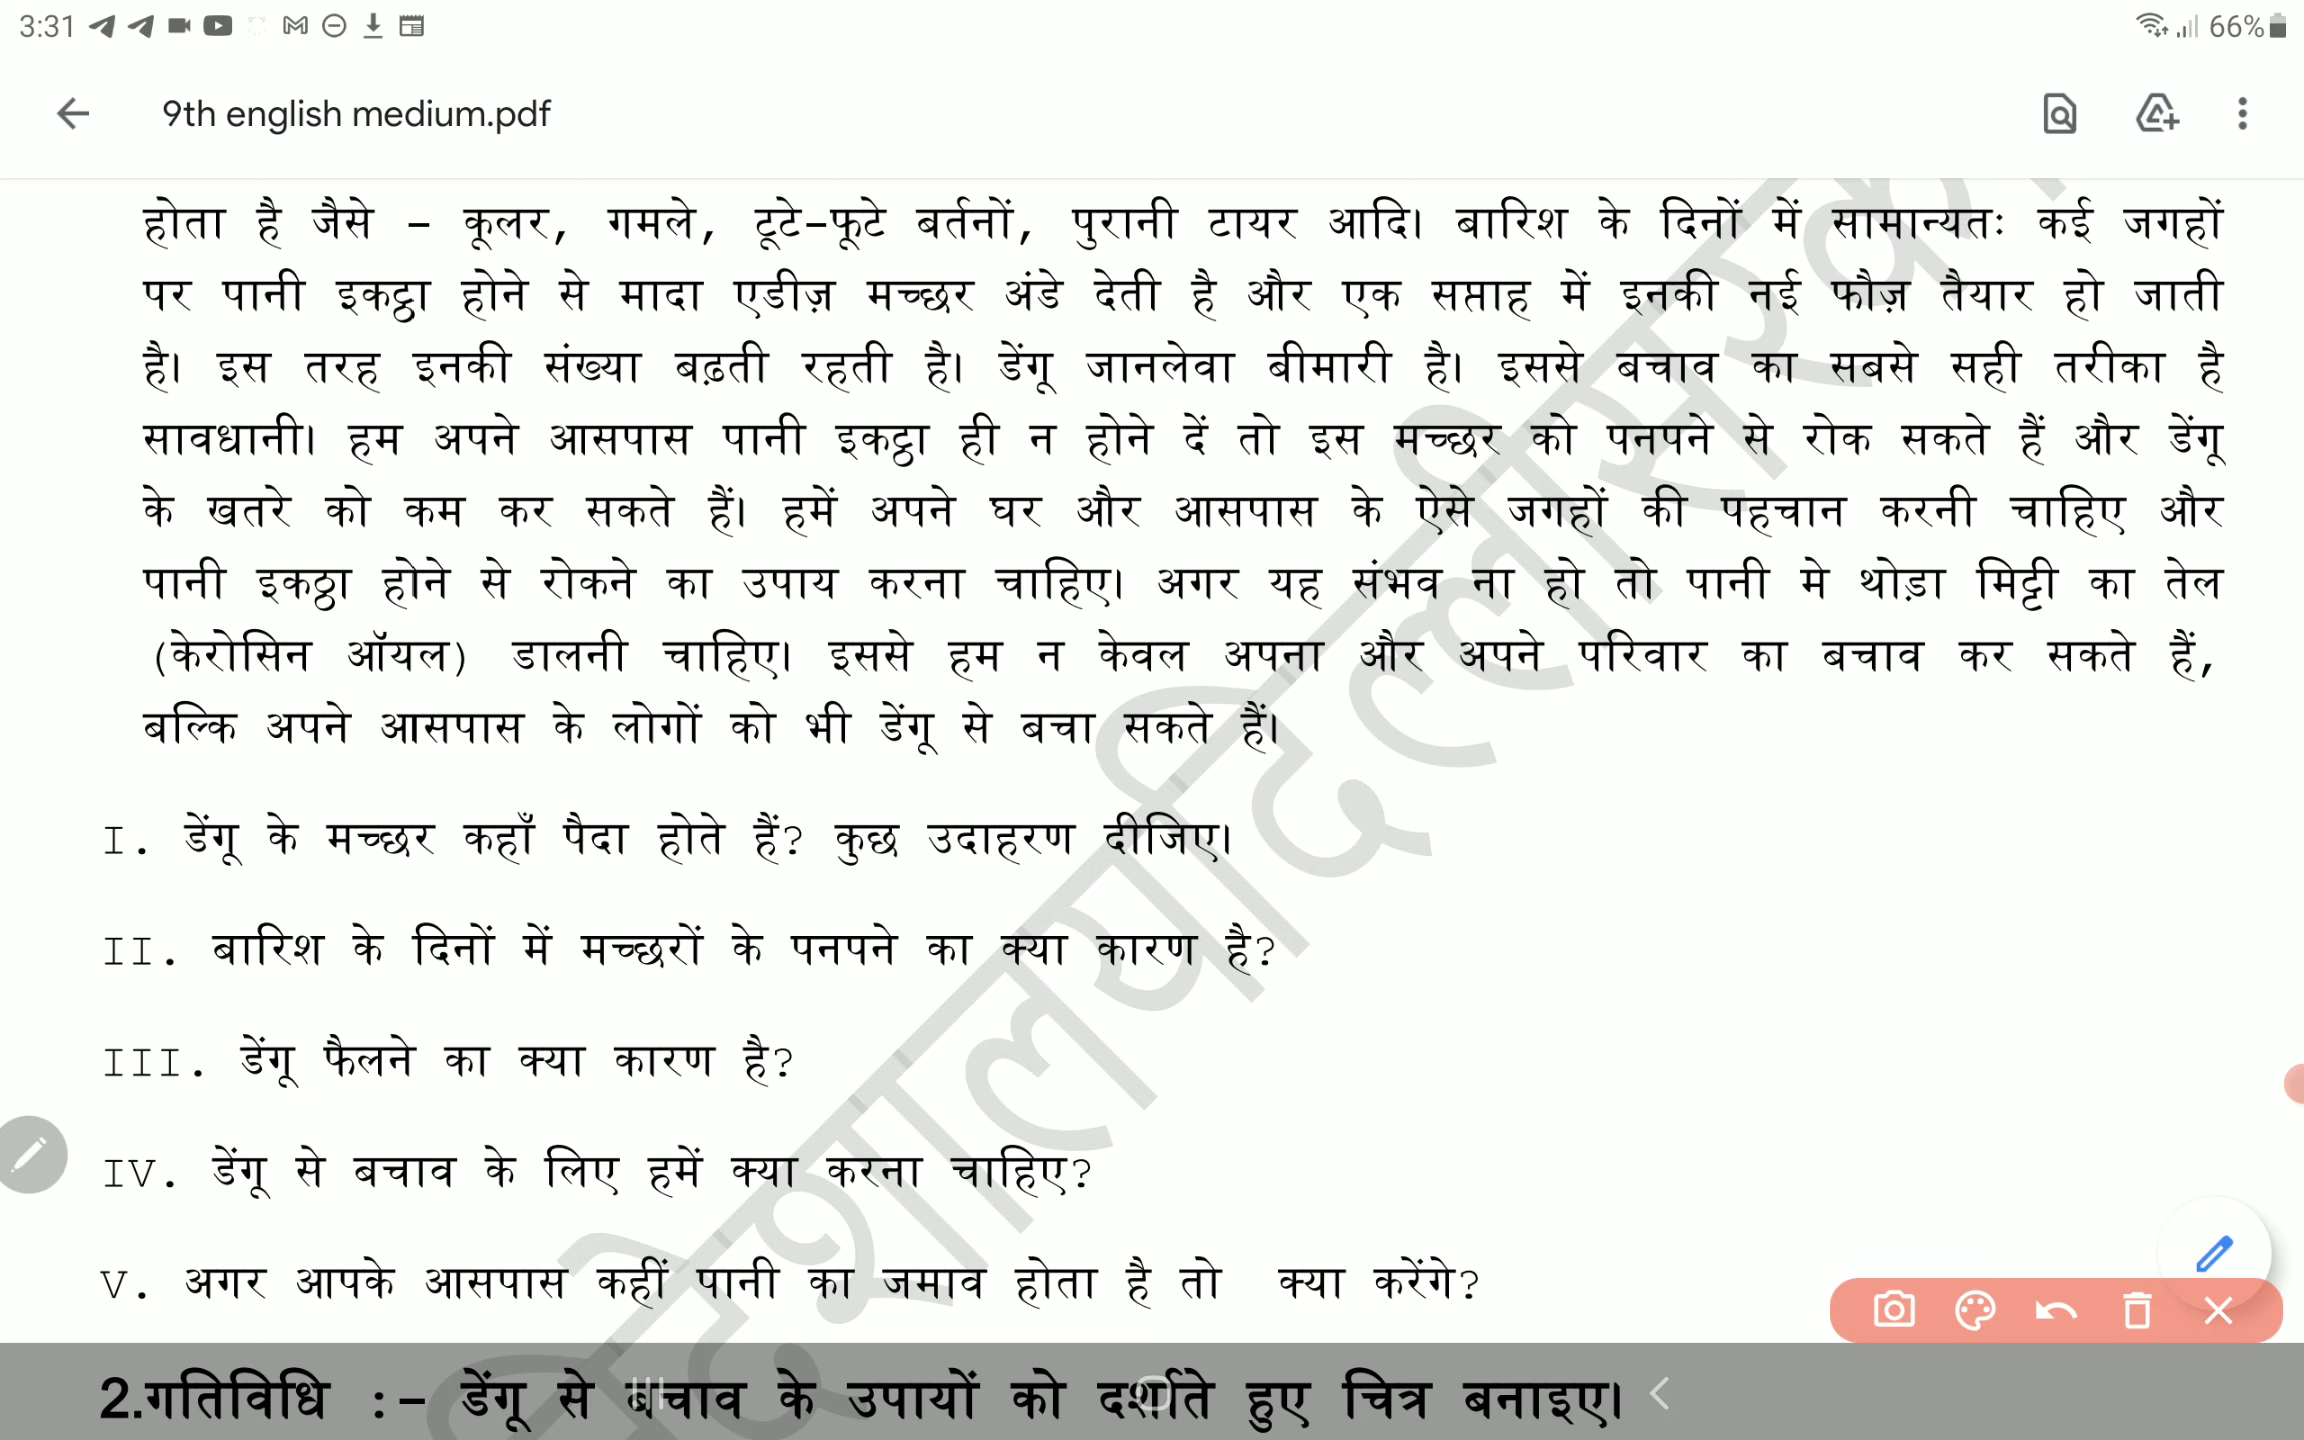 3:31
66%
9th english medium.pdf
होता है जैसे - कूलर, गमले, टूटे-फूटे बर्तनों, पुरानी टायर आदि। बारिश के दिनों में सामान्यतः कई जगहों
पर पानी इकट्ठा होने से मादा एडीज़ मच्छर अंडे देती है और एक सप्ताह में इनकी नई फौज़ तैयार हो जाती
है। इस तरह इनकी संख्या बढ़ती रहती है। डेंगू जानलेवा बीमारी है। इससे बचाव का सबसे सही तरीका है
सावधानी। हम अपने आसपास पानी इकट्ठा ही न होने दें तो इस मच्छर को पनपने से रोक सकते हैं और डेंगू
के खतरे को कम कर सकते हैं। हमें अपने घर और आसपास के ऐसे जगहों की पहचान करनी चाहिए और
पानी इकठ्ठा होने से रोकने का उपाय करना चाहिए। अगर यह संभव ना हो तो पानी मे थोड़ा मिट्टी का तेल
(केरोसिन ऑयल) डालनी चाहिए। इससे हम न केवल अपना और अपने परिवार का बचाव कर सकते हैं,
बल्कि अपने आसपास के लोगों को भी डेंगू से बचा सकते हैं।
I. डेंगू के मच्छर कहाँ पैदा होते हैं? कुछ उदाहरण दीजिए।
II. बारिश के दिनों में मच्छरों के पनपने का क्या कारण है?
III. डेंगू फैलने का क्या कारण है?
IV. डेंगू से बचाव के लिए हमें क्या करना चाहिए?
V. अगर आपके आसपास कहीं पानी का जमाव होता है तो क्या करेंगे?
2.गतिविधि :- डेंगू से बचाव के उपायों को दर्शाते हुए चित्र बनाइए।